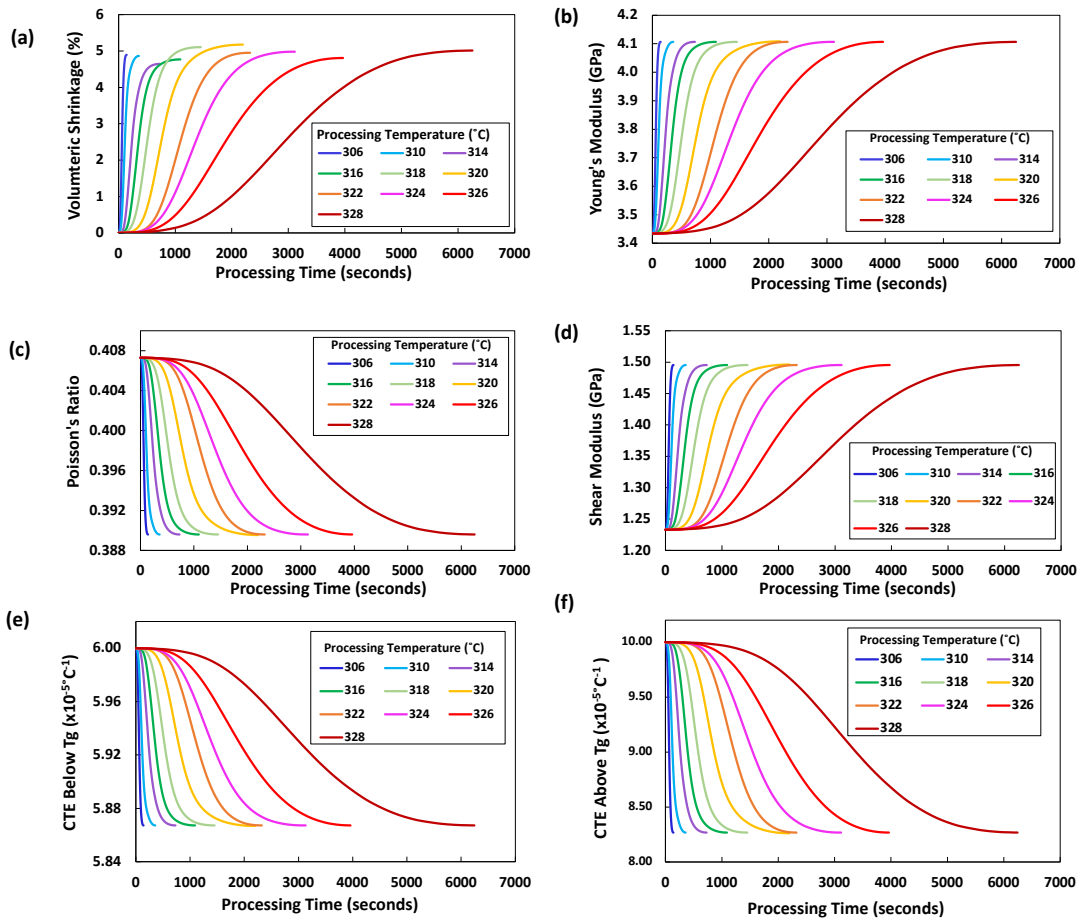 (a)
Volumteric Shrinkage (%)
6
5
4
3
2
1
0
Processing Temperature (˚C)
306 310 314
316 318 320
322 324 326
328
0 1000 2000 3000 4000 5000 6000 7000
Processing Time (seconds)
(b)
Young's Modulus (GPa)
4.2
4.1
4.0
3.9
3.8
3.7
3.6
3.5
3.4
Processing Temperature (˚C)
306 310 314
316 318 320
322 324 326
328
0 1000 2000 3000 4000 5000 6000 7000
Processing Time (seconds)
(c)
Poisson's Ratio
0.408
0.404
0.400
0.396
0.392
0.388
Processing Temperature (˚C)
306 310 314
316 318 320
322 324 326
328
0 1000 2000 3000 4000 5000 6000 7000
Processing Time (seconds)
(d)
Shear Modulus (GPa)
1.55
1.50
1.45
1.40
1.35
1.30
1.25
1.20
Processing Temperature (˚C)
306 310 314 316
318 320 322 324
326 328
0 1000 2000 3000 4000 5000 6000 7000
Processing Time (seconds)
(e)
CTE Below Tg (x10-5°C-1)
6.00
5.96
5.92
5.88
5.84
Processing Temperature (˚C)
306 310 314
316 318 320
322 324 326
328
0 1000 2000 3000 4000 5000 6000 7000
Processing Time (seconds)
(f)
CTE Above Tg (x10-5°C-1 )
10.00
9.50
9.00
8.50
8.00
Processing Temperature (˚C)
306 310 314
316 318 320
322 324 326
328
0 1000 2000 3000 4000 5000 6000 7000
Processing Time (seconds)